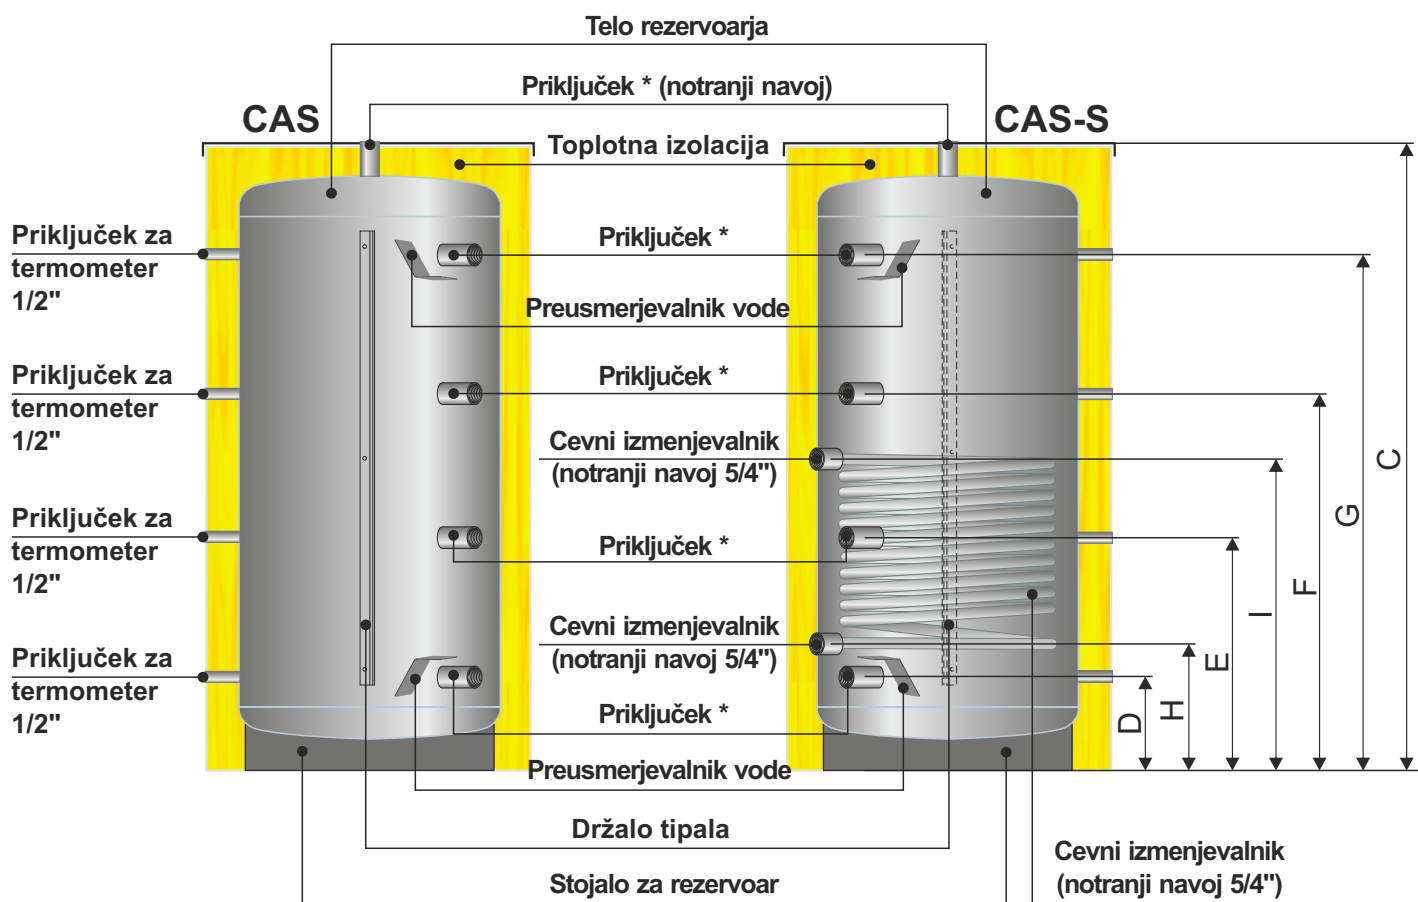 Telo rezervoarja
Priključek * (notranji navoj)
CAS
CAS-S
Toplotna izolacija
Priključek za
termometer
1/2"
Priključek *
Preusmerjevalnik vode
Priključek za
termometer
1/2"
Priključek *
Cevni izmenjevalnik
(notranji navoj 5/4")
Priključek za
termometer
1/2"
Priključek *
Cevni izmenjevalnik
(notranji navoj 5/4")
Priključek za
termometer
1/2"
Priključek *
Preusmerjevalnik vode
Držalo tipala
Stojalo za rezervoar
Cevni izmenjevalnik
(notranji navoj 5/4")
D
H
E
I
F
G
C